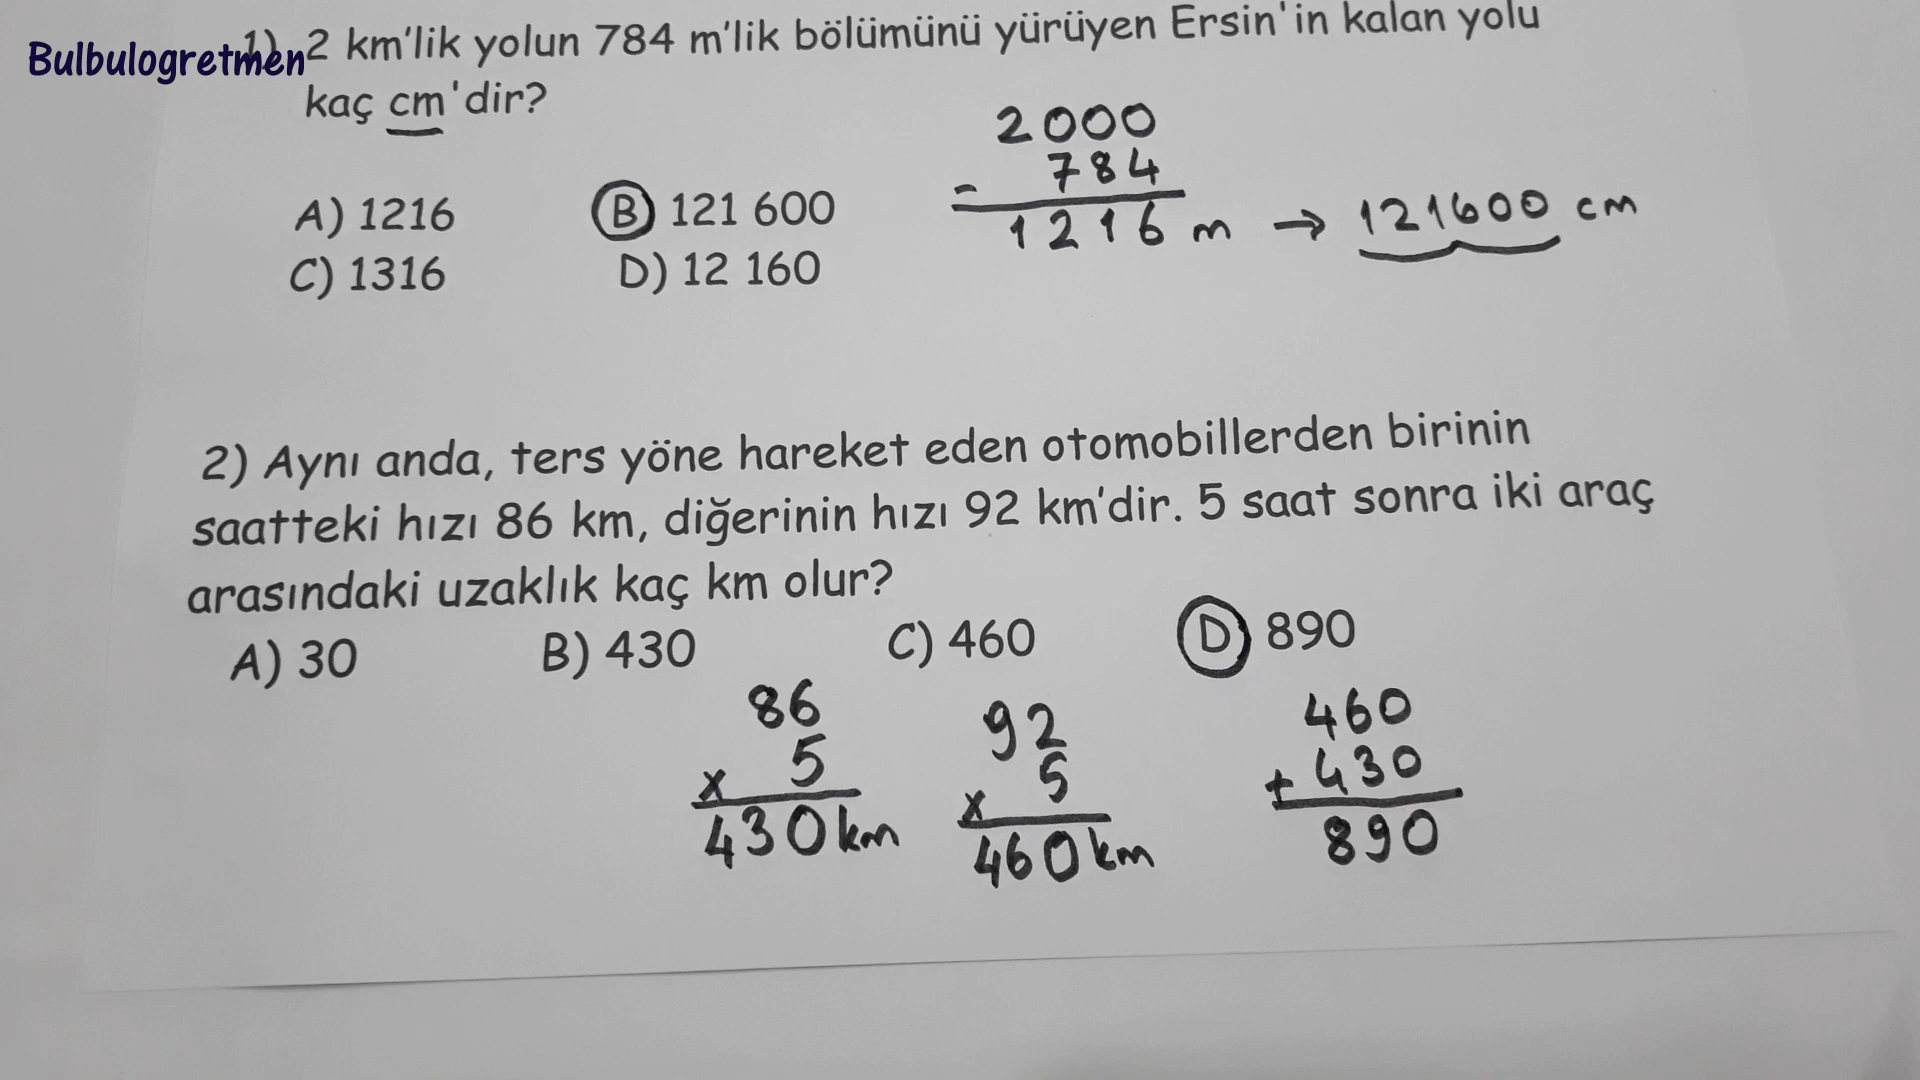 Bulbulogretmen
1) 2 km'lik yolun 784 m'lik bölümünü yürüyen Ersin'in kalan yolu
kaç cm'dir?
A) 1216 B) 121 600
C) 1316 D) 12 160
2000
- 784
1216 m → 121600 cm
2) Aynı anda, ters yöne hareket eden otomobillerden birinin
saatteki hızı 86 km, diğerinin hızı 92 km'dir. 5 saat sonra iki araç
arasındaki uzaklık kaç km olur?
A) 30 B) 430 C) 460 D) 890
86
x 5
430 km
92
x 5
460 km
460
+ 430
890